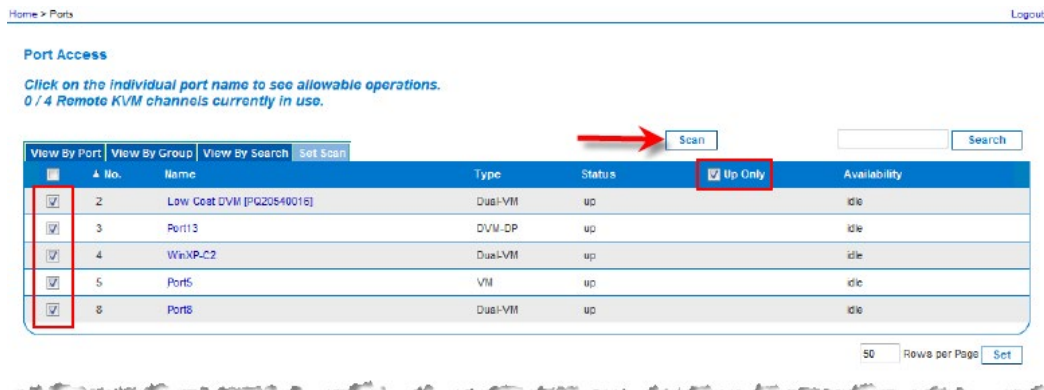 Home > Ports
Logout
Port Access
Click on the individual port name to see allowable operations.
0 / 4 Remote KVM channels currently in use.
Scan
Search
View By Port View By Group View By Search Set Scan
▲ No. Name Type Status Up Only Availability
2 Low Cost DVM [PQ20540016] Dual-VM up idle
3 Port13 DVM-DP up idle
4 WinXP-C2 Dual-VM up idle
5 Port5 VM up idle
8 Port8 Dual-VM up idle
50 Rows per Page Set